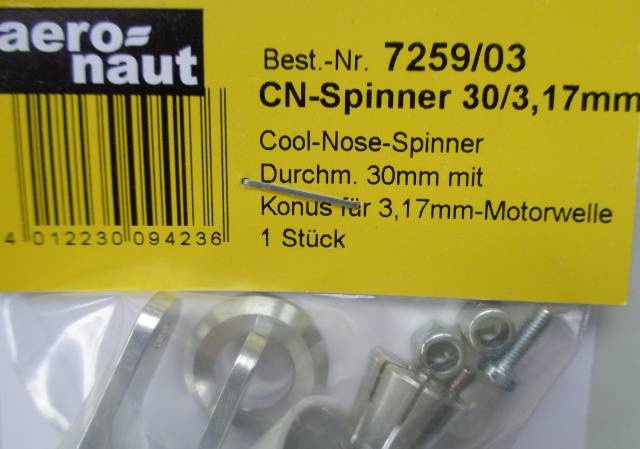 aero=
naut
Best.-Nr. 7259/03
CN-Spinner 30/3,17mm
Cool-Nose-Spinner
Durchm. 30mm mit
Konus für 3,17mm-Motorwelle
1 Stück
4 012230 094236